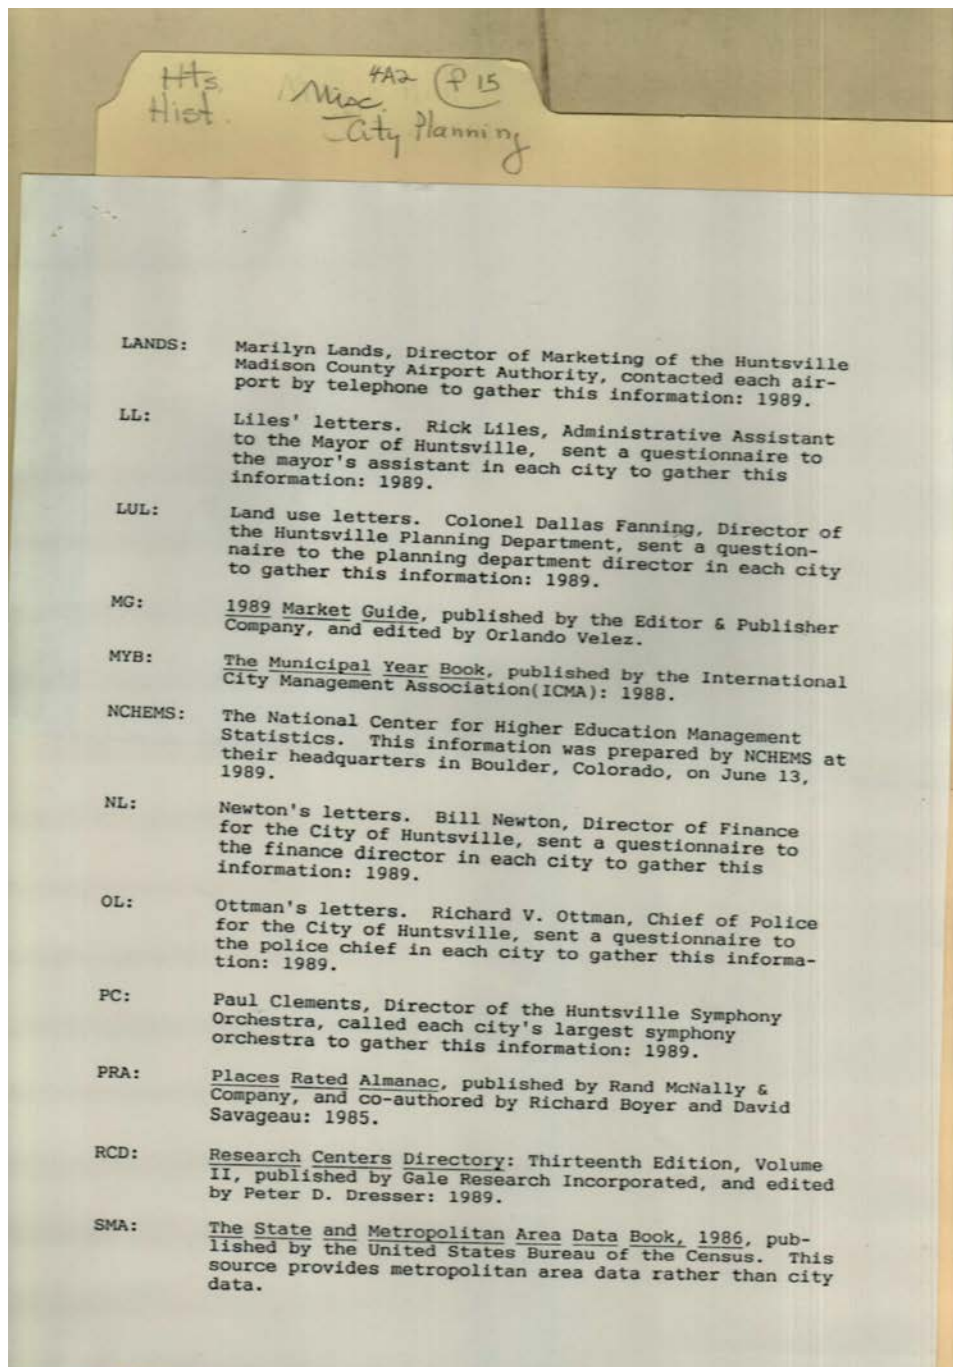 Hts Misc. 4A2 (f 15
Hist. - City Planning
LANDS: Marilyn Lands, Director of Marketing of the Huntsville
Madison County Airport Authority, contacted each air-
port by telephone to gather this information: 1989.
LL: Liles' letters. Rick Liles, Administrative Assistant
to the Mayor of Huntsville, sent a questionnaire to
the mayor's assistant in each city to gather this
information: 1989.
LUL: Land use letters. Colonel Dallas Fanning, Director of
the Huntsville Planning Department, sent a question-
naire to the planning department director in each city
to gather this information: 1989.
MG: 1989 Market Guide, published by the Editor & Publisher
Company, and edited by Orlando Velez.
MYB: The Municipal Year Book, published by the International
City Management Association(ICMA): 1988.
NCHEMS: The National Center for Higher Education Management
Statistics. This information was prepared by NCHEMS at
their headquarters in Boulder, Colorado, on June 13,
1989.
NL: Newton's letters. Bill Newton, Director of Finance
for the City of Huntsville, sent a questionnaire to
the finance director in each city to gather this
information: 1989.
OL: Ottman's letters. Richard V. Ottman, Chief of Police
for the City of Huntsville, sent a questionnaire to
the police chief in each city to gather this informa-
tion: 1989.
PC: Paul Clements, Director of the Huntsville Symphony
Orchestra, called each city's largest symphony
orchestra to gather this information: 1989.
PRA: Places Rated Almanac, published by Rand McNally &
Company, and co-authored by Richard Boyer and David
Savageau: 1985.
RCD: Research Centers Directory: Thirteenth Edition, Volume
II, published by Gale Research Incorporated, and edited
by Peter D. Dresser: 1989.
SMA: The State and Metropolitan Area Data Book, 1986, pub-
lished by the United States Bureau of the Census. This
source provides metropolitan area data rather than city
data.